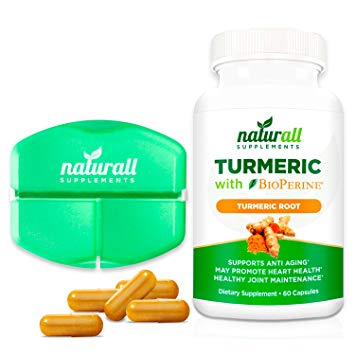 naturall
SUPPLEMENTS
naturall
SUPPLEMENTS
TURMERIC
with BIOPERINE®
TURMERIC ROOT
SUPPORTS ANTI AGING*
MAY PROMOTE HEART HEALTH*
HEALTHY JOINT MAINTENANCE*
Dietary Supplement • 60 Capsules